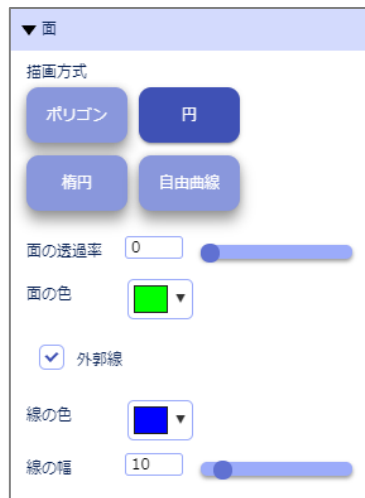 ▼面
描画方式
ポリゴン 円
楕円 自由曲線
面の透過率 0
面の色
外郭線
線の色
線の幅 10